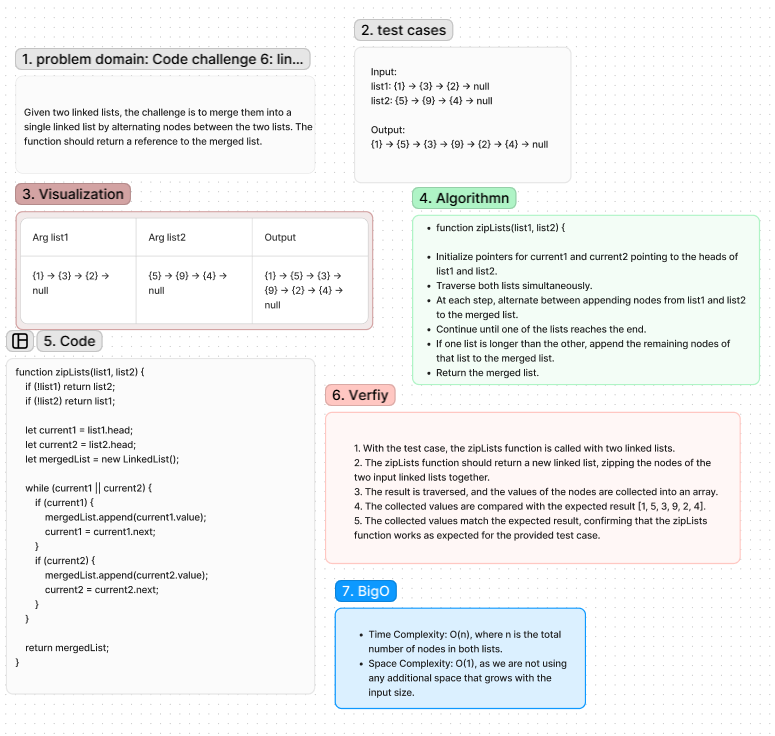 1. problem domain: Code challenge 6: lin...
Given two linked lists, the challenge is to merge them into a
single linked list by alternating nodes between the two lists. The
function should return a reference to the merged list.
2. test cases
Input:
list1: {1} → {3} → {2} → null
list2: {5} → {9} → {4} → null
Output:
{1} → {5} → {3} → {9} → {2} → {4} → null
3. Visualization
Arg list1
Arg list2
Output
{1} → {3} → {2} →
null
{5} → {9} → {4} →
null
{1} → {5} → {3} →
{9} → {2} → {4} →
null
4. Algorithmn
• function zipLists(list1, list2) {
• Initialize pointers for current1 and current2 pointing to the heads of
list1 and list2.
• Traverse both lists simultaneously.
• At each step, alternate between appending nodes from list1 and list2
to the merged list.
• Continue until one of the lists reaches the end.
• If one list is longer than the other, append the remaining nodes of
that list to the merged list.
• Return the merged list.
5. Code
function zipLists(list1, list2) {
if (!list1) return list2;
if (!list2) return list1;
let current1 = list1.head;
let current2 = list2.head;
let mergedList = new LinkedList();
while (current1 || current2) {
if (current1) {
mergedList.append(current1.value);
current1 = current1.next;
}
if (current2) {
mergedList.append(current2.value);
current2 = current2.next;
}
}
return mergedList;
}
6. Verfiy
1. With the test case, the zipLists function is called with two linked lists.
2. The zipLists function should return a new linked list, zipping the nodes of the
two input linked lists together.
3. The result is traversed, and the values of the nodes are collected into an array.
4. The collected values are compared with the expected result [1, 5, 3, 9, 2, 4].
5. The collected values match the expected result, confirming that the zipLists
function works as expected for the provided test case.
7. BigO
• Time Complexity: O(n), where n is the total
number of nodes in both lists.
• Space Complexity: O(1), as we are not using
any additional space that grows with the
input size.